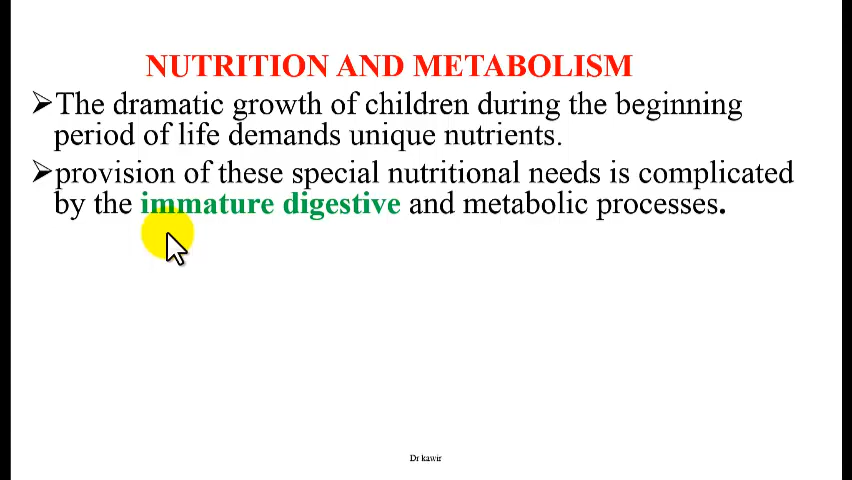 NUTRITION AND METABOLISM
➢The dramatic growth of children during the beginning
period of life demands unique nutrients.
➢provision of these special nutritional needs is complicated
by the immature digestive and metabolic processes.
Dr kawir